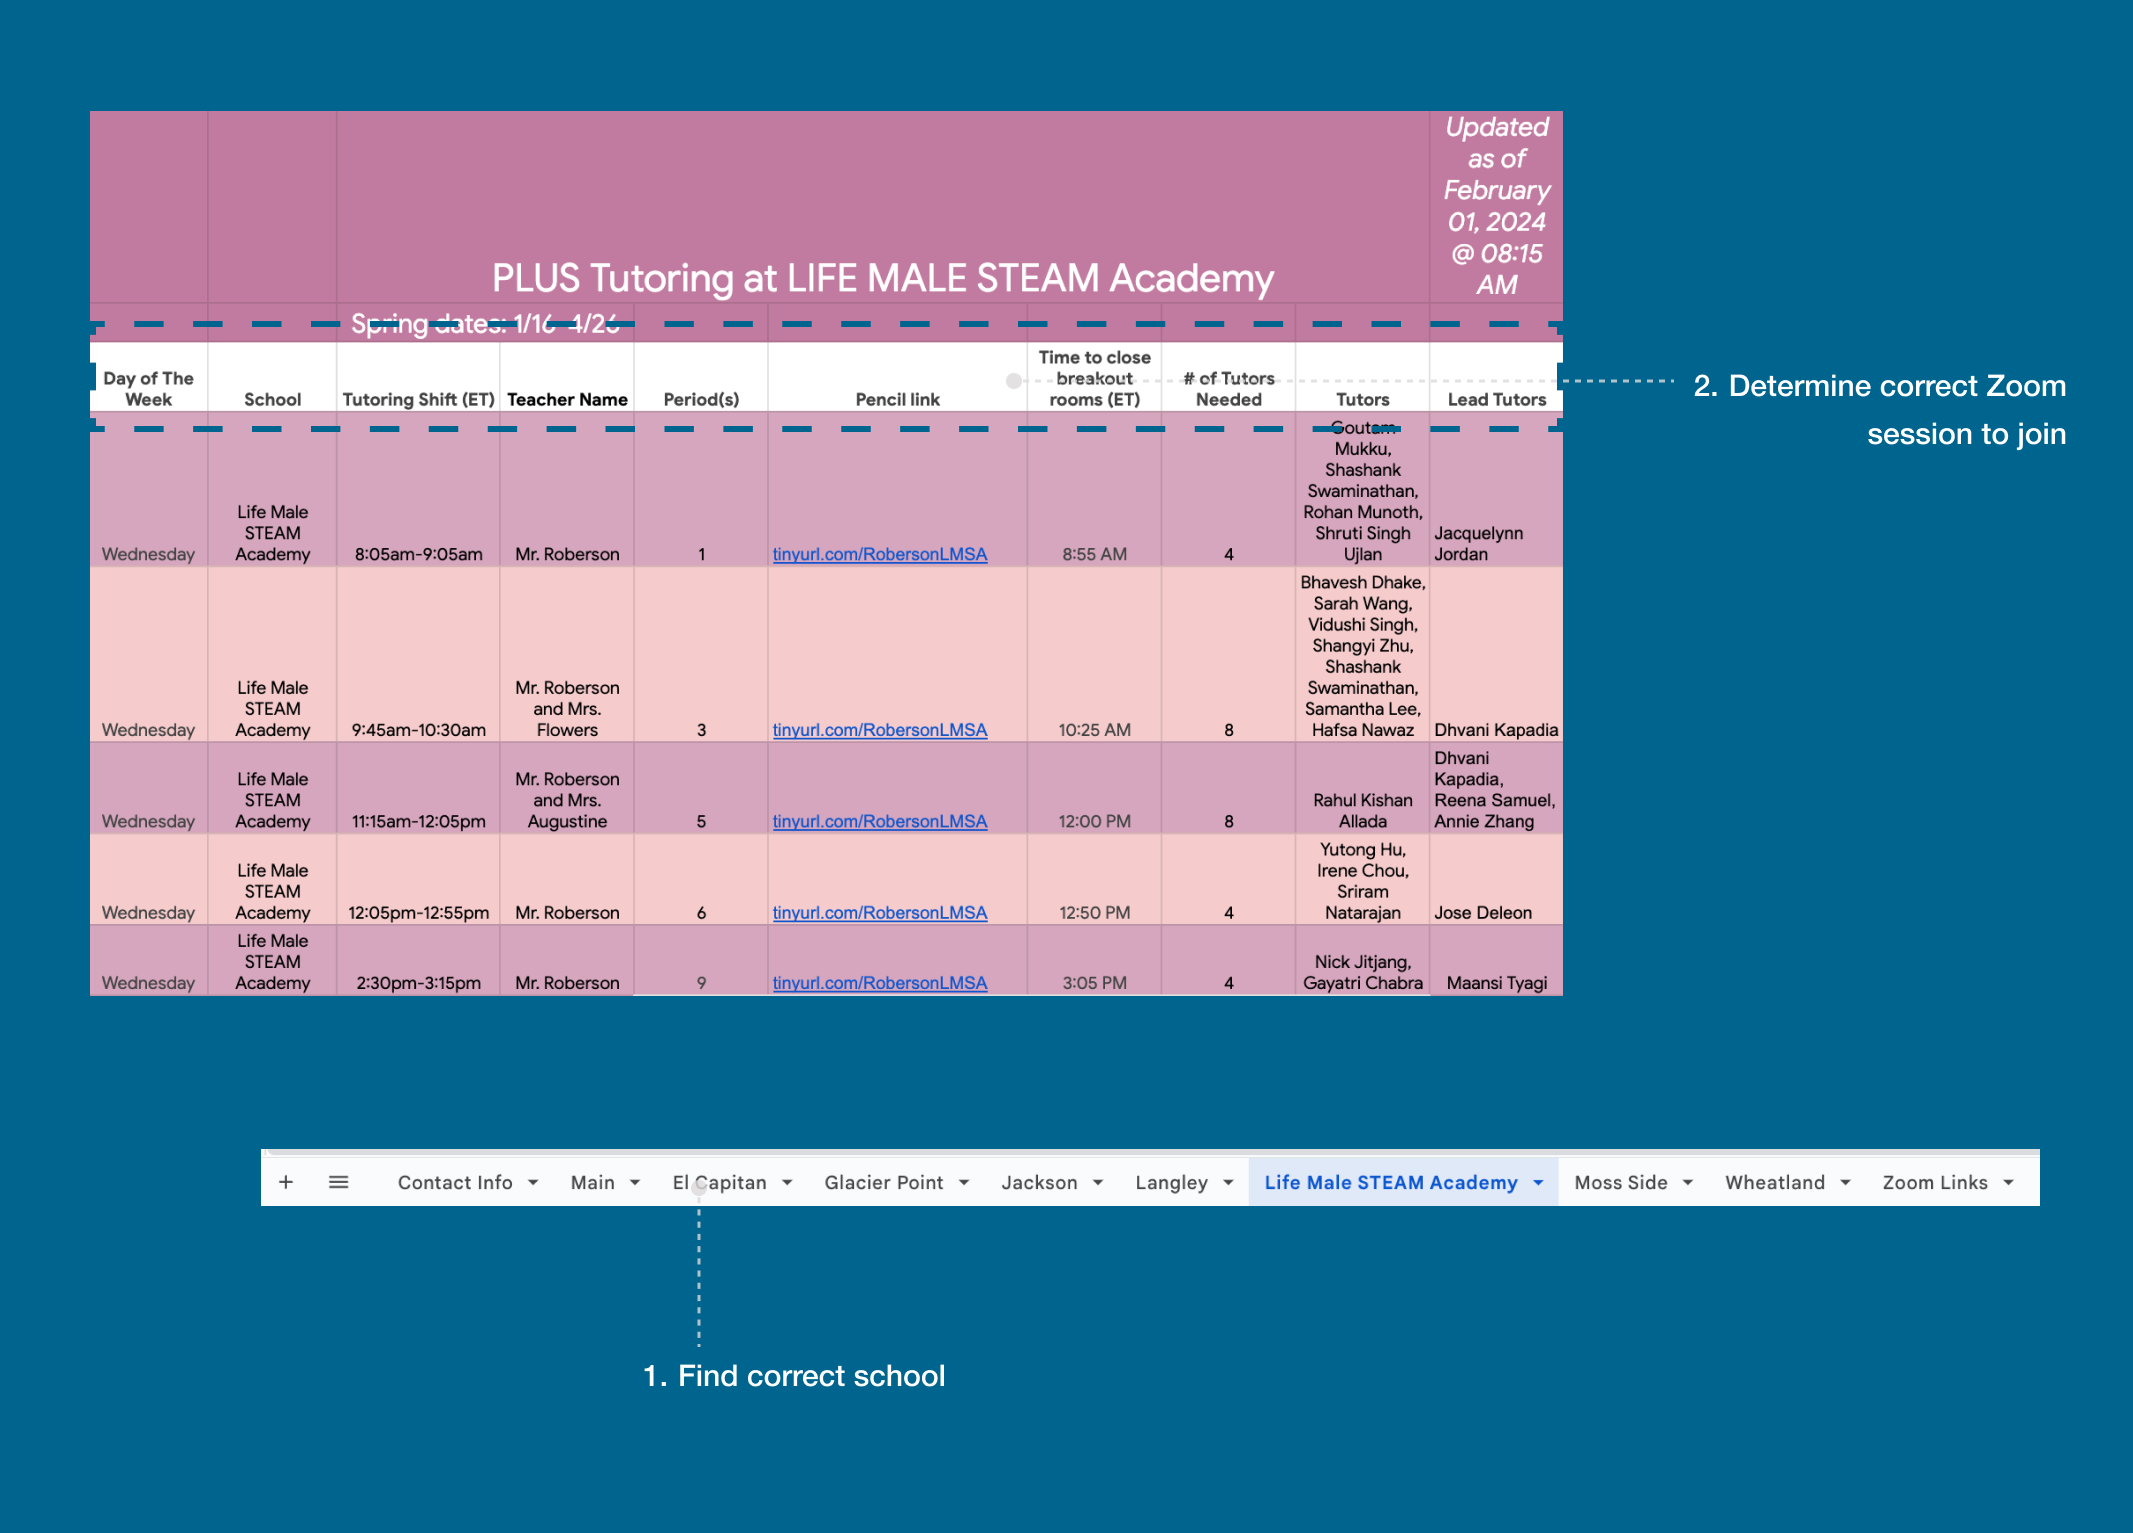 Updated
as of
February
01, 2024
@ 08:15
AM
PLUS Tutoring at LIFE MALE STEAM Academy
Spring dates: 1/16-4/26
Day of The
Week
School
Tutoring Shift (ET)
Teacher Name
Period(s)
Pencil link
Time to close
breakout
rooms (ET)
# of Tutors
Needed
Tutors
Lead Tutors
2. Determine correct Zoom
session to join
Wednesday
Life Male
STEAM
Academy
8:05am-9:05am
Mr. Roberson
1
tinyurl.com/RobersonLMSA
8:55 AM
4
Goutam
Mukku,
Shashank
Swaminathan,
Rohan Munoth,
Shruti Singh
Ujlan
Jacquelynn
Jordan
Wednesday
Life Male
STEAM
Academy
9:45am-10:30am
Mr. Roberson
and Mrs.
Flowers
3
tinyurl.com/RobersonLMSA
10:25 AM
8
Bhavesh Dhake,
Sarah Wang,
Vidushi Singh,
Shangyi Zhu,
Shashank
Swaminathan,
Samantha Lee,
Hafsa Nawaz
Dhvani Kapadia
Wednesday
Life Male
STEAM
Academy
11:15am-12:05pm
Mr. Roberson
and Mrs.
Augustine
5
tinyurl.com/RobersonLMSA
12:00 PM
8
Rahul Kishan
Allada
Dhvani
Kapadia,
Reena Samuel,
Annie Zhang
Wednesday
Life Male
STEAM
Academy
12:05pm-12:55pm
Mr. Roberson
6
tinyurl.com/RobersonLMSA
12:50 PM
4
Yutong Hu,
Irene Chou,
Sriram
Natarajan
Jose Deleon
Wednesday
Life Male
STEAM
Academy
2:30pm-3:15pm
Mr. Roberson
9
tinyurl.com/RobersonLMSA
3:05 PM
4
Nick Jitjang,
Gayatri Chabra
Maansi Tyagi
+ Contact Info Main El Capitan Glacier Point Jackson Langley Life Male STEAM Academy Moss Side Wheatland Zoom Links
1. Find correct school